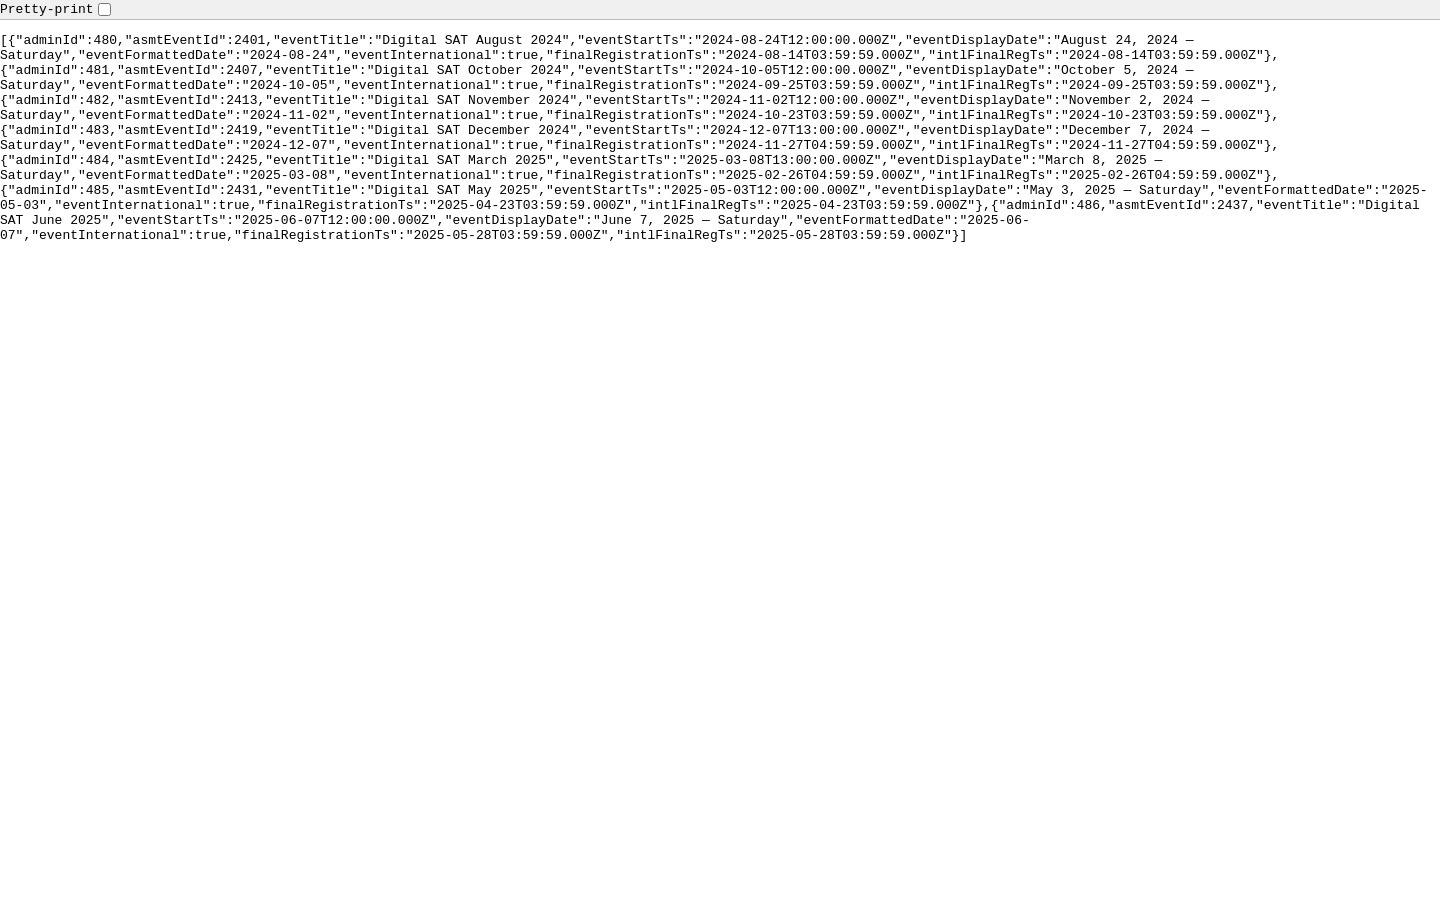 Pretty-print
[{"adminId":480,"asmtEventId":2401,"eventTitle":"Digital SAT August 2024","eventStartTs":"2024-08-24T12:00:00.000Z","eventDisplayDate":"August 24, 2024 —
Saturday","eventFormattedDate":"2024-08-24","eventInternational":true,"finalRegistrationTs":"2024-08-14T03:59:59.000Z","intlFinalRegTs":"2024-08-14T03:59:59.000Z"},
{"adminId":481,"asmtEventId":2407,"eventTitle":"Digital SAT October 2024","eventStartTs":"2024-10-05T12:00:00.000Z","eventDisplayDate":"October 5, 2024 —
Saturday","eventFormattedDate":"2024-10-05","eventInternational":true,"finalRegistrationTs":"2024-09-25T03:59:59.000Z","intlFinalRegTs":"2024-09-25T03:59:59.000Z"},
{"adminId":482,"asmtEventId":2413,"eventTitle":"Digital SAT November 2024","eventStartTs":"2024-11-02T12:00:00.000Z","eventDisplayDate":"November 2, 2024 —
Saturday","eventFormattedDate":"2024-11-02","eventInternational":true,"finalRegistrationTs":"2024-10-23T03:59:59.000Z","intlFinalRegTs":"2024-10-23T03:59:59.000Z"},
{"adminId":483,"asmtEventId":2419,"eventTitle":"Digital SAT December 2024","eventStartTs":"2024-12-07T13:00:00.000Z","eventDisplayDate":"December 7, 2024 —
Saturday","eventFormattedDate":"2024-12-07","eventInternational":true,"finalRegistrationTs":"2024-11-27T04:59:59.000Z","intlFinalRegTs":"2024-11-27T04:59:59.000Z"},
{"adminId":484,"asmtEventId":2425,"eventTitle":"Digital SAT March 2025","eventStartTs":"2025-03-08T13:00:00.000Z","eventDisplayDate":"March 8, 2025 —
Saturday","eventFormattedDate":"2025-03-08","eventInternational":true,"finalRegistrationTs":"2025-02-26T04:59:59.000Z","intlFinalRegTs":"2025-02-26T04:59:59.000Z"},
{"adminId":485,"asmtEventId":2431,"eventTitle":"Digital SAT May 2025","eventStartTs":"2025-05-03T12:00:00.000Z","eventDisplayDate":"May 3, 2025 — Saturday","eventFormattedDate":"2025-
05-03","eventInternational":true,"finalRegistrationTs":"2025-04-23T03:59:59.000Z","intlFinalRegTs":"2025-04-23T03:59:59.000Z"},{"adminId":486,"asmtEventId":2437,"eventTitle":"Digital
SAT June 2025","eventStartTs":"2025-06-07T12:00:00.000Z","eventDisplayDate":"June 7, 2025 — Saturday","eventFormattedDate":"2025-06-
07","eventInternational":true,"finalRegistrationTs":"2025-05-28T03:59:59.000Z","intlFinalRegTs":"2025-05-28T03:59:59.000Z"}]